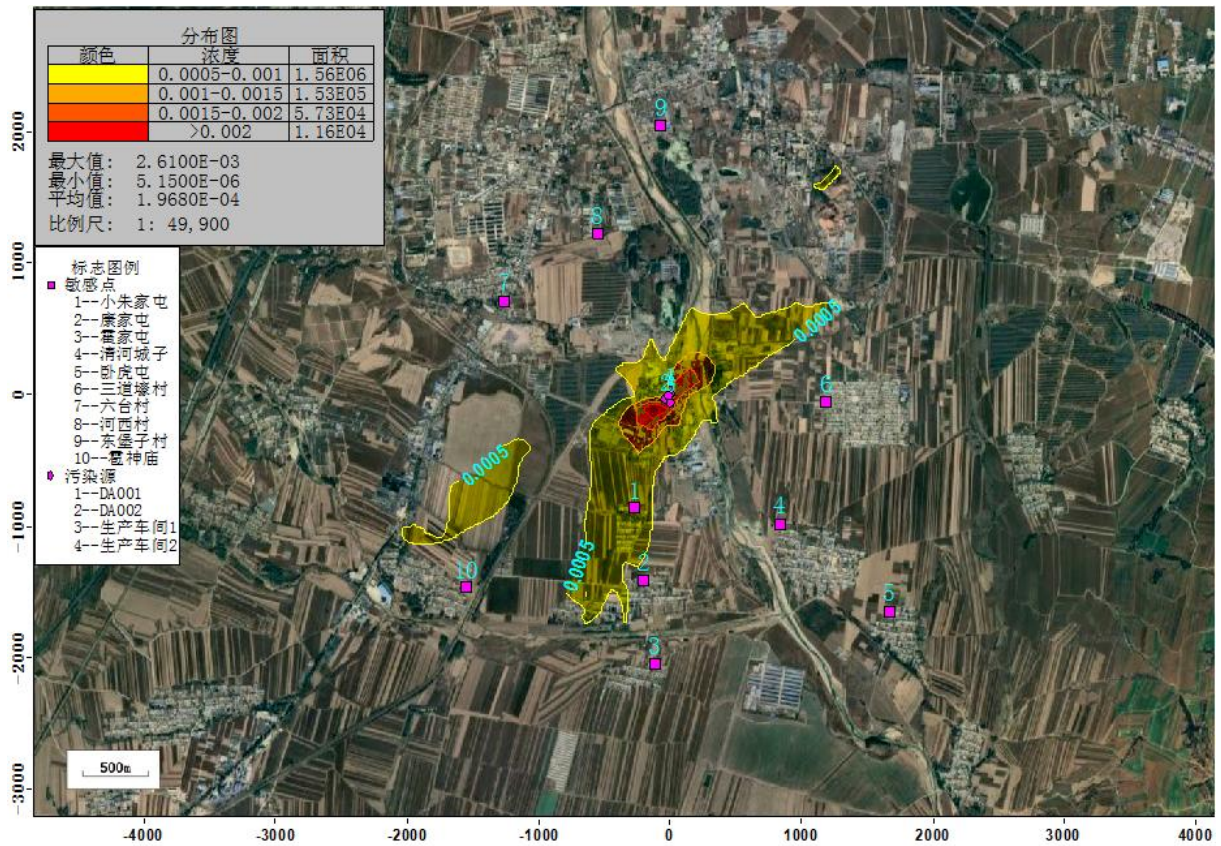 分布图
颜色 浓度 面积
0.0005-0.001 1.56E06
0.001-0.0015 1.53E05
0.0015-0.002 5.73E04
>0.002 1.16E04
最大值: 2.6100E-03
最小值: 5.1500E-06
平均值: 1.9680E-04
比例尺: 1: 49,900
标志图例
敏感点
1--小朱家屯
2--康家屯
3--霍家屯
4--清河城子
5--卧虎屯
6--三道壕村
7--六台村
8--河西村
9--东堡子村
10--雹神庙
污染源
1--DA001
2--DA002
3--生产车间1
4--生产车间2
9
8
7
0.0005
6
0.0005
1
4
10
0.0005
2
5
3
500m
2000
1000
0
-1000
-2000
-3000
-4000 -3000 -2000 -1000 0 1000 2000 3000 4000